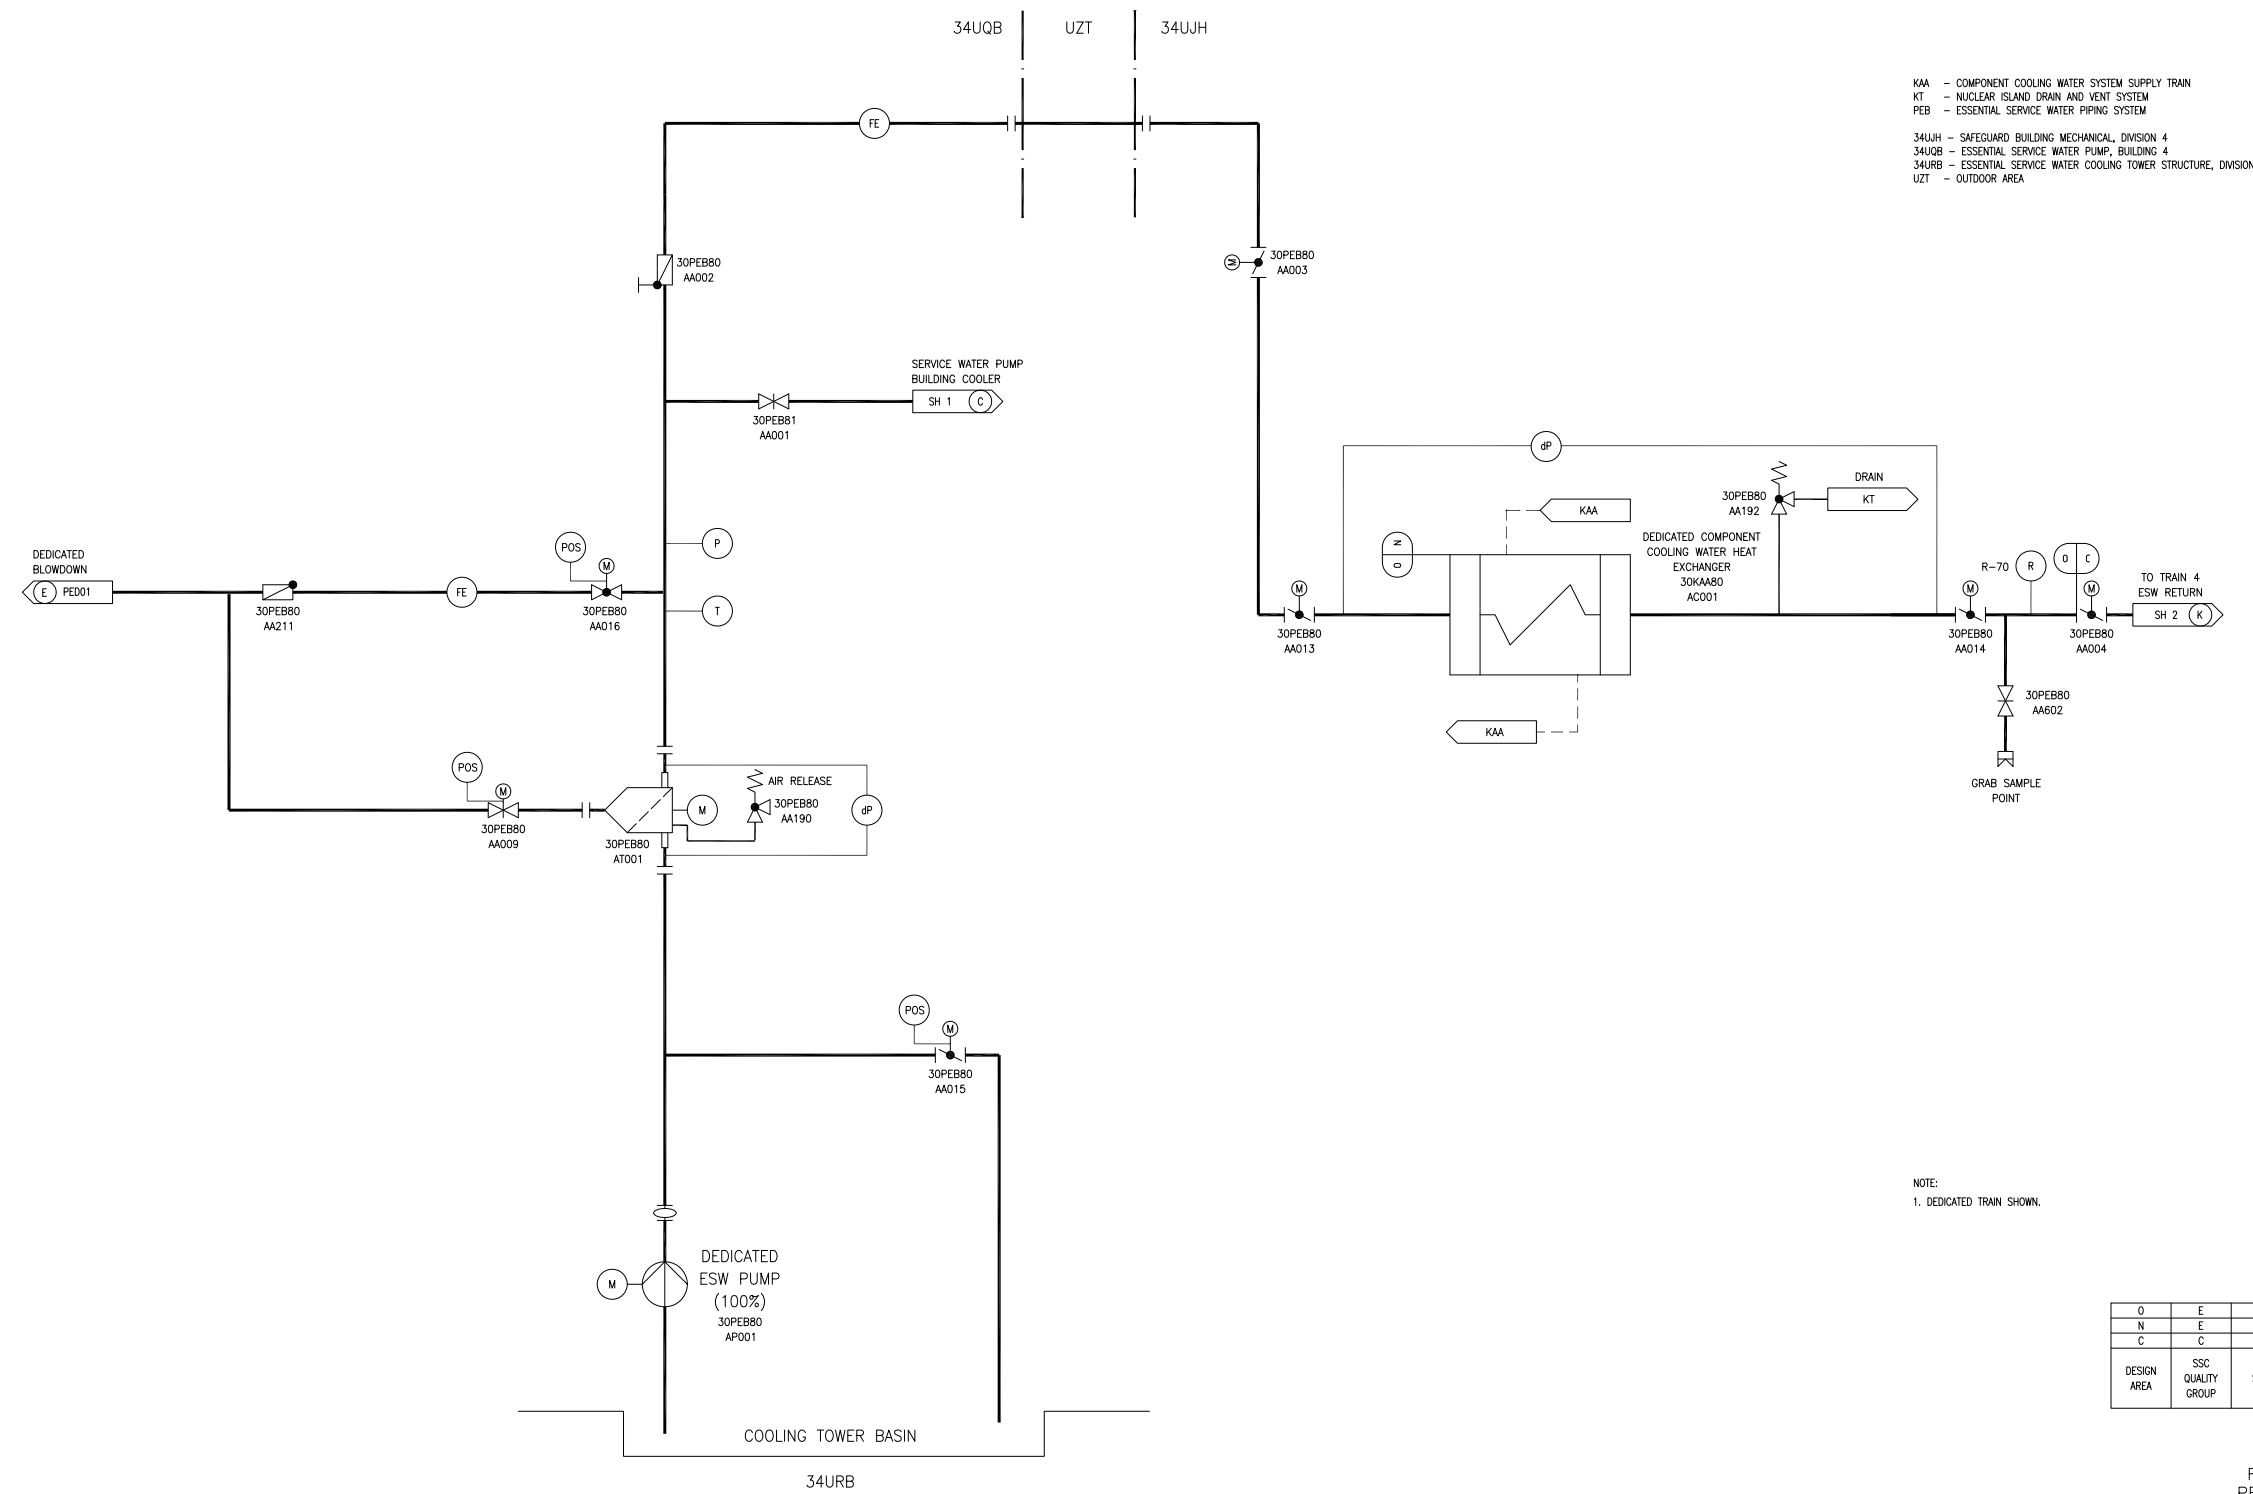 34UQB
UZT
34UJH
KAA – COMPONENT COOLING WATER SYSTEM SUPPLY TRAIN
KT – NUCLEAR ISLAND DRAIN AND VENT SYSTEM
PEB – ESSENTIAL SERVICE WATER PIPING SYSTEM
34UJH – SAFEGUARD BUILDING MECHANICAL, DIVISION 4
34UQB – ESSENTIAL SERVICE WATER PUMP, BUILDING 4
34URB – ESSENTIAL SERVICE WATER COOLING TOWER STRUCTURE, DIVISION
UZT – OUTDOOR AREA
FE
30PEB80
AA002
M
30PEB80
AA003
SERVICE WATER PUMP
BUILDING COOLER
SH 1
C
30PEB81
AA001
dP
DRAIN
KT
30PEB80
AA192
KAA
DEDICATED COMPONENT
COOLING WATER HEAT
EXCHANGER
30KAA80
AC001
O N
P
T
POS
M
30PEB80
AA016
FE
30PEB80
AA211
DEDICATED
BLOWDOWN
E
PED01
M
30PEB80
AA013
KAA
M
30PEB80
AA014
R-70
R
O C
M
30PEB80
AA004
TO TRAIN 4
ESW RETURN
SH 2
K
30PEB80
AA602
GRAB SAMPLE
POINT
POS
M
30PEB80
AA009
30PEB80
AT001
M
AIR RELEASE
30PEB80
AA190
dP
POS
M
30PEB80
AA015
NOTE:
1. DEDICATED TRAIN SHOWN.
M
DEDICATED
ESW PUMP
(100%)
30PEB80
AP001
COOLING TOWER BASIN
34URB
O E
N E
C C
DESIGN
AREA
SSC
QUALITY
GROUP